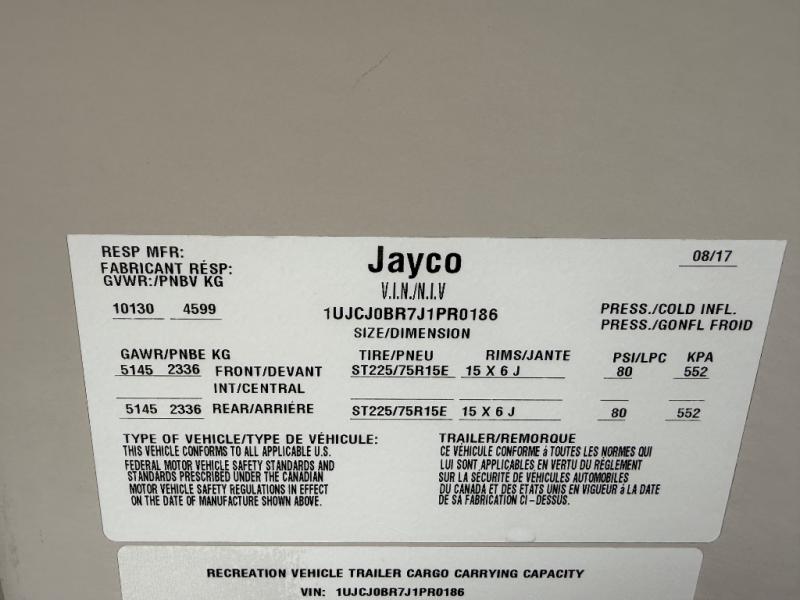 RESP MFR:
FABRICANT RÉSP:
GVWR:/PNBV KG
10130 4599
Jayco
V.I.N./N.I.V
1UJCJ0BR7J1PR0186
SIZE/DIMENSION
08/17
PRESS./COLD INFL.
PRESS./GONFL FROID
GAWR/PNBE KG TIRE/PNEU RIMS/JANTE PSI/LPC KPA
5145 2336 FRONT/DEVANT ST225/75R15E 15 X 6 J 80 552
INT/CENTRAL
5145 2336 REAR/ARRIÉRE ST225/75R15E 15 X 6 J 80 552
TYPE OF VEHICLE/TYPE DE VÉHICULE:
THIS VEHICLE CONFORMS TO ALL APPLICABLE U.S.
FEDERAL MOTOR VEHICLE SAFETY STANDARDS AND
STANDARDS PRESCRIBED UNDER THE CANADIAN
MOTOR VEHICLE SAFETY REGULATIONS IN EFFECT
ON THE DATE OF MANUFACTURE SHOWN ABOVE.
TRAILER/REMORQUE
CE VÉHICULE CONFORME à TOUTES LES NORMES QUI
LUI SONT APPLICABLES EN VERTU DU RÈGLEMENT
SUR LA SECURITE DE VÉHICULES AUTOMOBILES
DU CANADA ET DES ETATS UNIS EN VIGUEUR à LA DATE
DE SA FABRICATION CI-DESSUS.
RECREATION VEHICLE TRAILER CARGO CARRYING CAPACITY
VIN: 1UJCJ0BR7J1PR0186